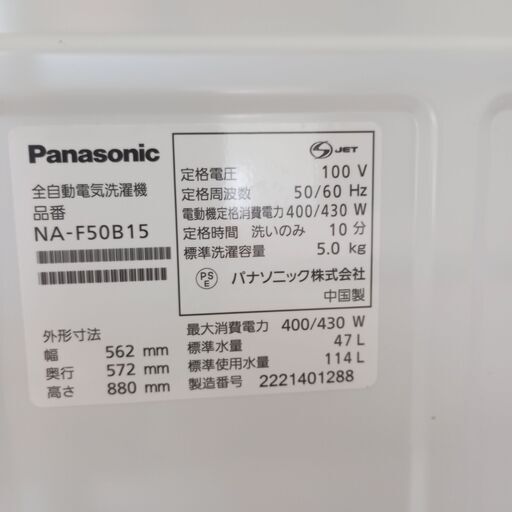 Panasonic
全自動電気洗濯機
品番
NA-F50B15
外形寸法
幅 562 mm
奥行 572 mm
高さ 880 mm
S JET
定格電圧 100 V
定格周波数 50/60 Hz
電動機定格消費電力 400/430 W
定格時間 洗いのみ 10 分
標準洗濯容量 5.0 kg
PS E パナソニック株式会社
中国製
最大消費電力 400/430 W
標準水量 47 L
標準使用水量 114 L
製造番号 2221401288